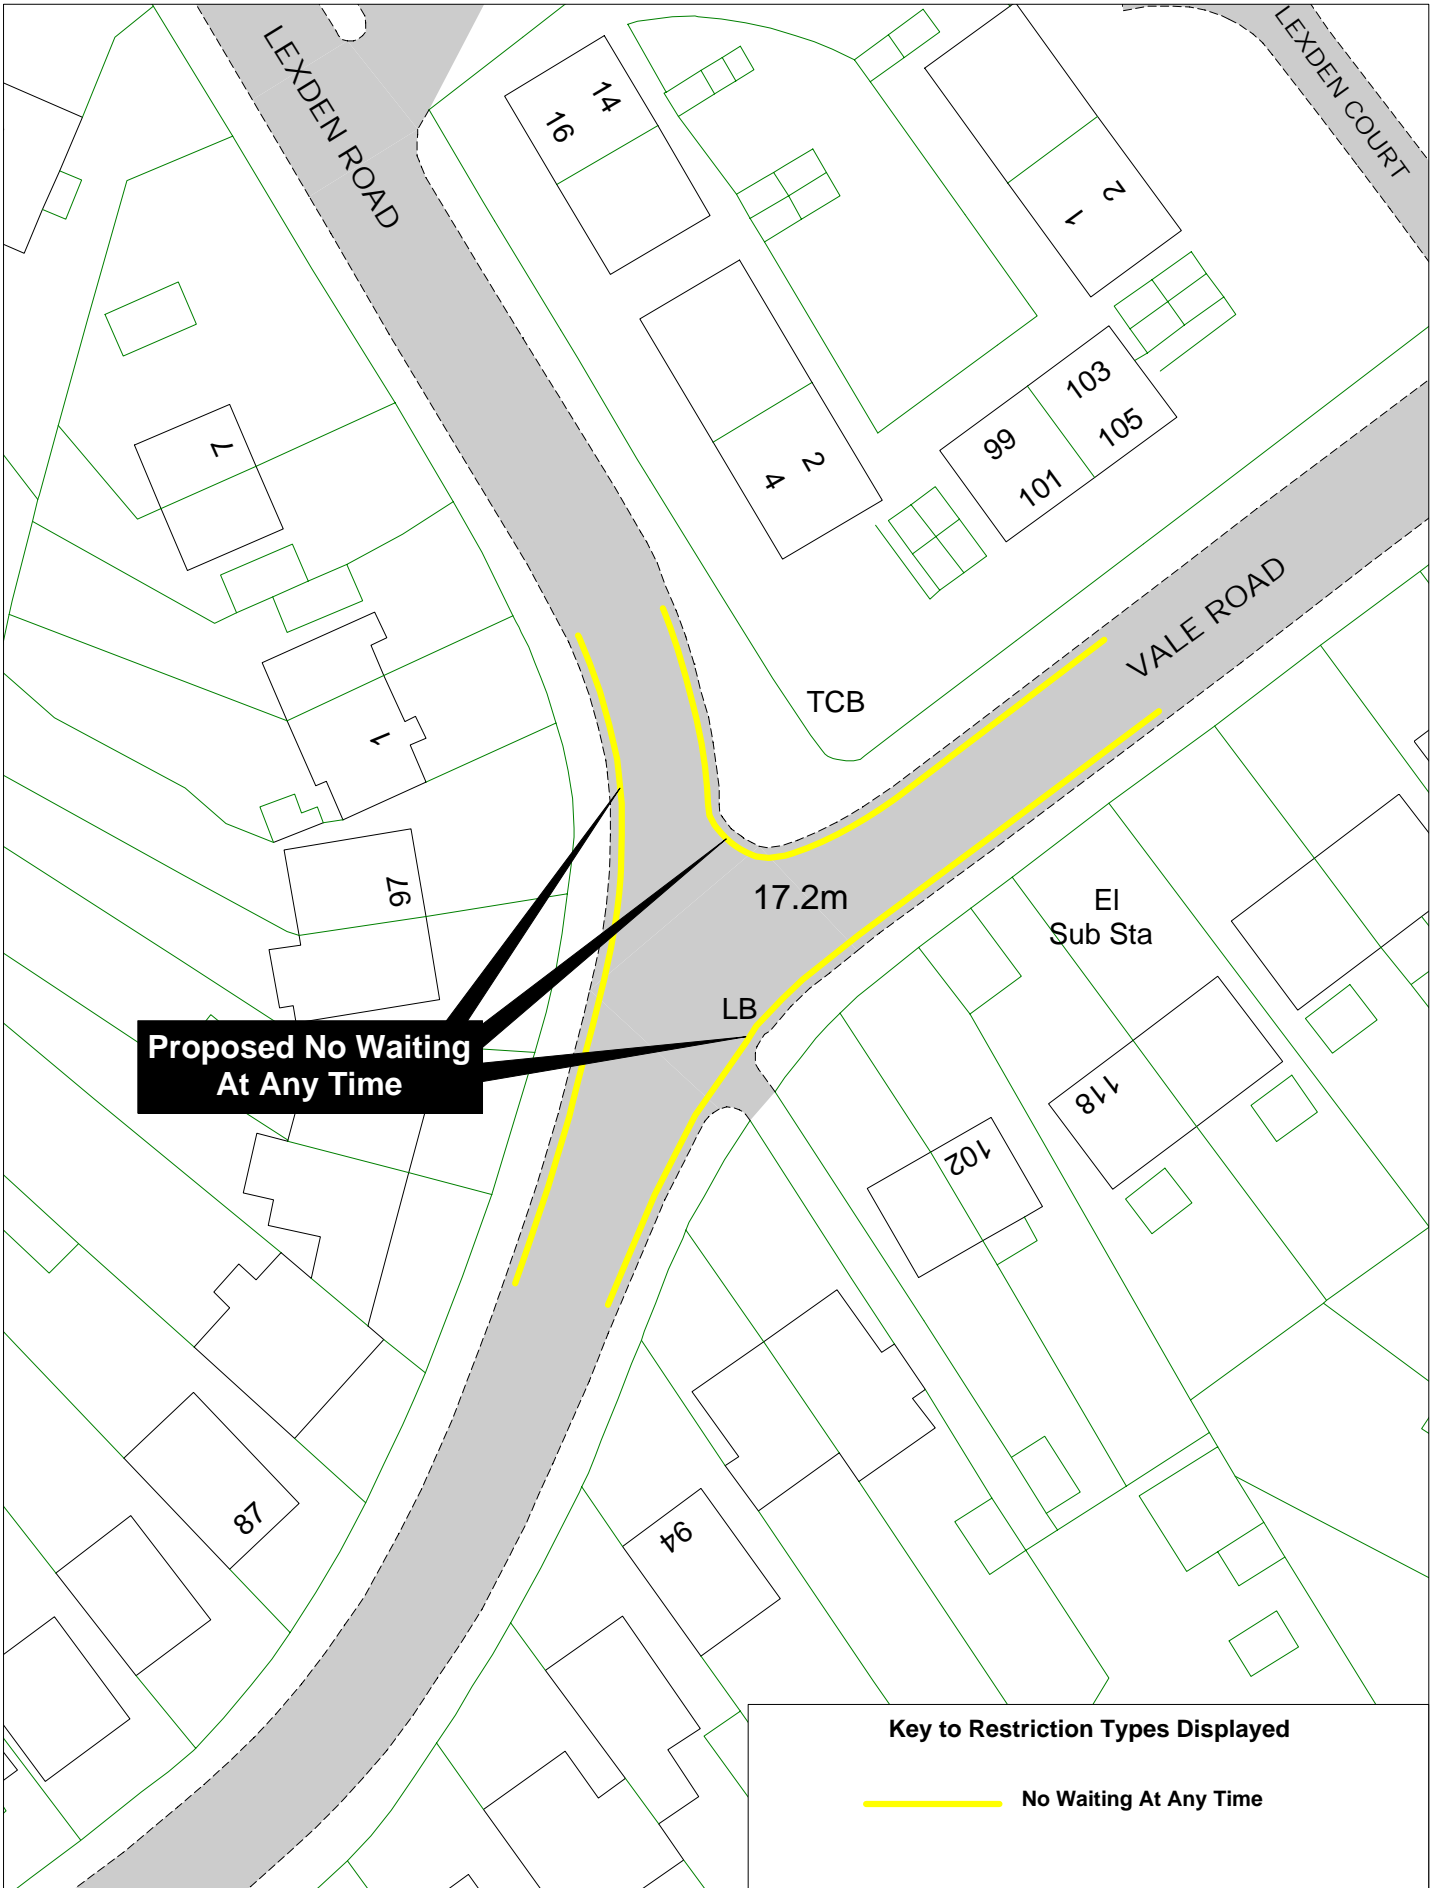 LEXDEN ROAD
LEXDEN COURT
14
16
2
1
103
105
99
101
2
4
7
1
VALE ROAD
TCB
97
17.2m
El
Sub Sta
LB
Proposed No Waiting
At Any Time
118
102
87
94
Key to Restriction Types Displayed
No Waiting At Any Time